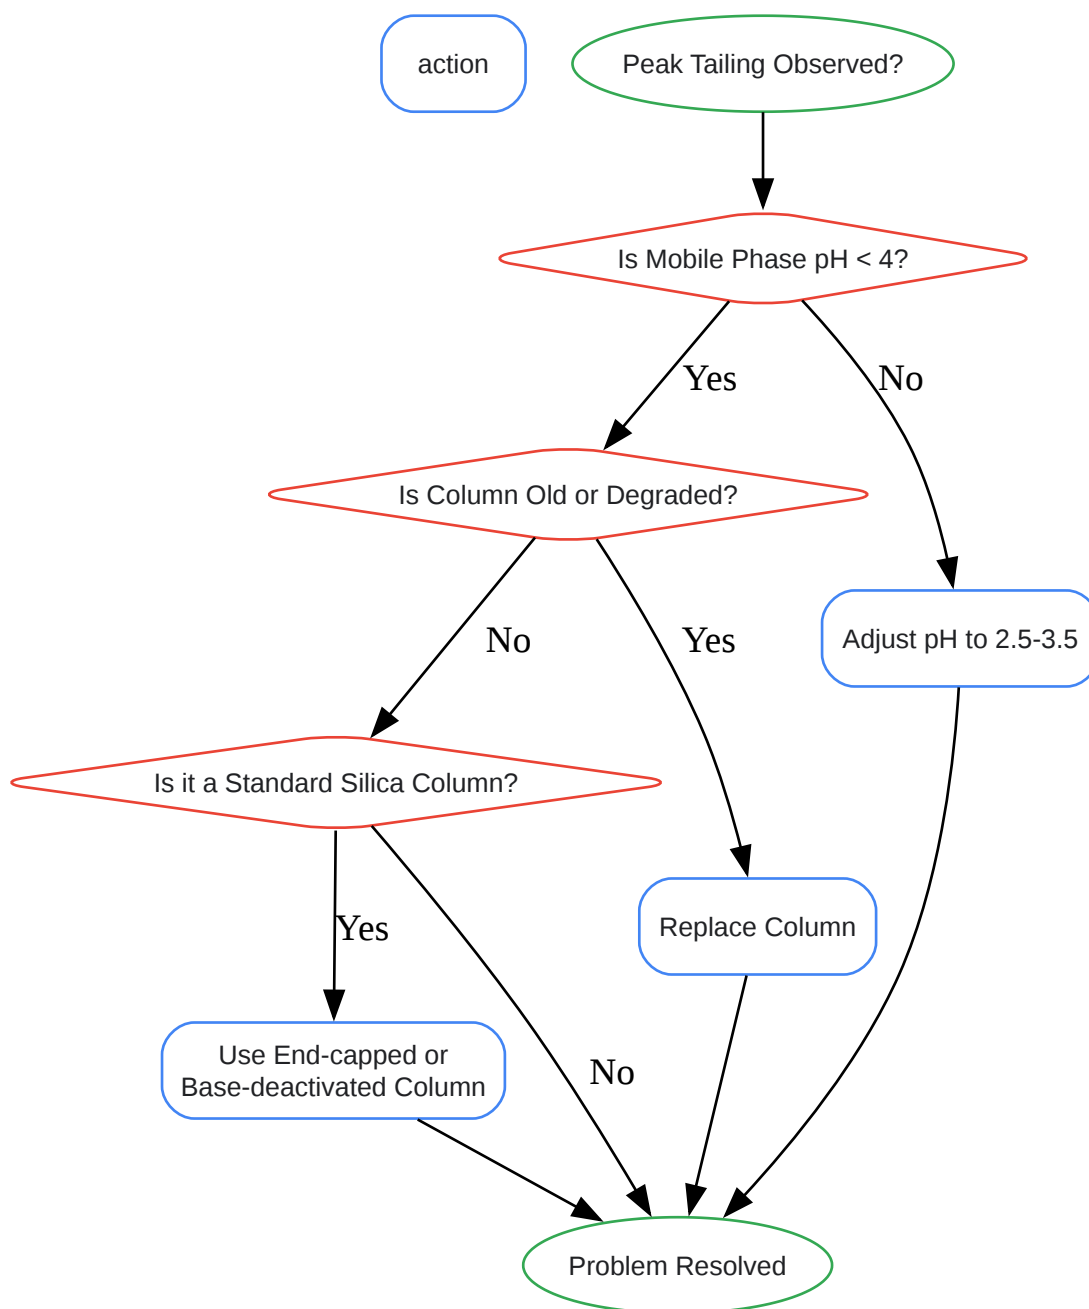 action
Peak Tailing Observed?
Is Mobile Phase pH < 4?
Yes
No
Is Column Old or Degraded?
No
Yes
Adjust pH to 2.5-3.5
Is it a Standard Silica Column?
Yes
Replace Column
Use End-capped or
Base-deactivated Column
No
Problem Resolved